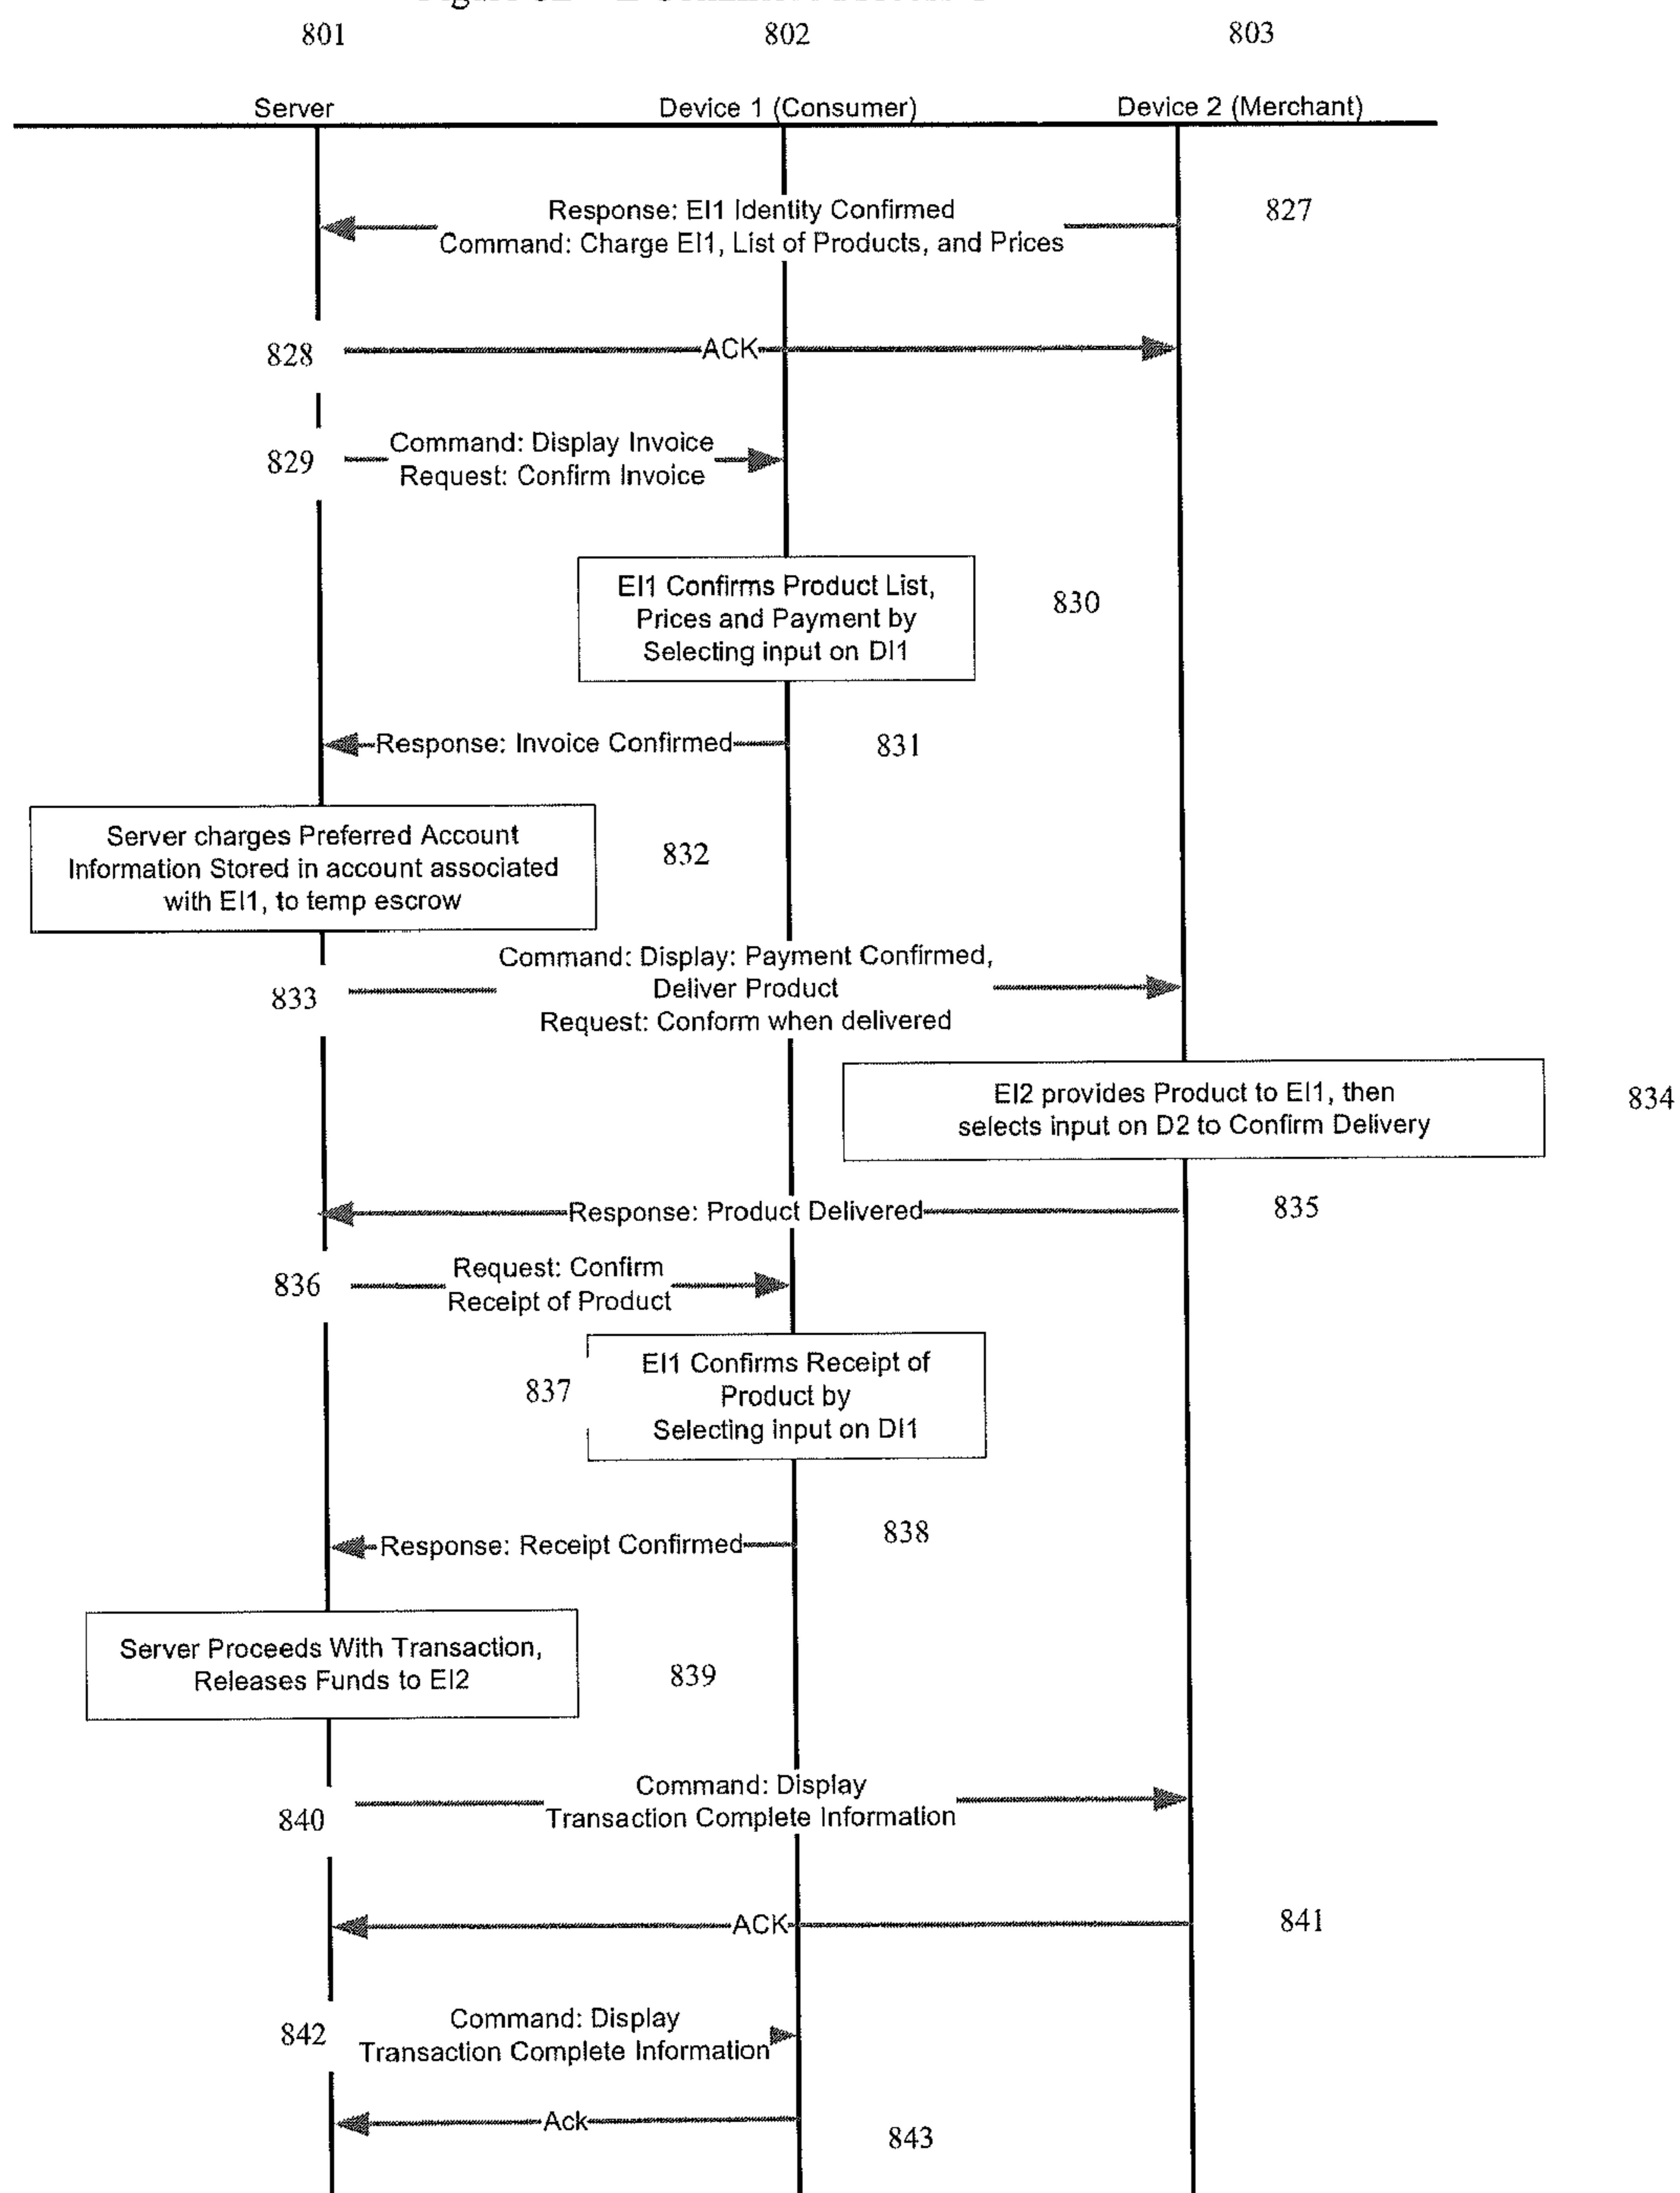 801 802 803
Server Device 1 (Consumer) Device 2 (Merchant)
Response: EI1 Identity Confirmed 827
Command: Charge EI1, List of Products, and Prices
828 ACK
829 Command: Display Invoice
Request: Confirm Invoice
EI1 Confirms Product List,
Prices and Payment by
Selecting input on DI1
830
Response: Invoice Confirmed 831
Server charges Preferred Account
Information Stored in account associated
with EI1, to temp escrow
832
833
Command: Display: Payment Confirmed,
Deliver Product
Request: Conform when delivered
EI2 provides Product to EI1, then
selects input on D2 to Confirm Delivery
834
Response: Product Delivered 835
836 Request: Confirm
Receipt of Product
837
EI1 Confirms Receipt of
Product by
Selecting input on DI1
Response: Receipt Confirmed 838
Server Proceeds With Transaction,
Releases Funds to EI2
839
840 Command: Display
Transaction Complete Information
ACK 841
842 Command: Display
Transaction Complete Information
Ack 843